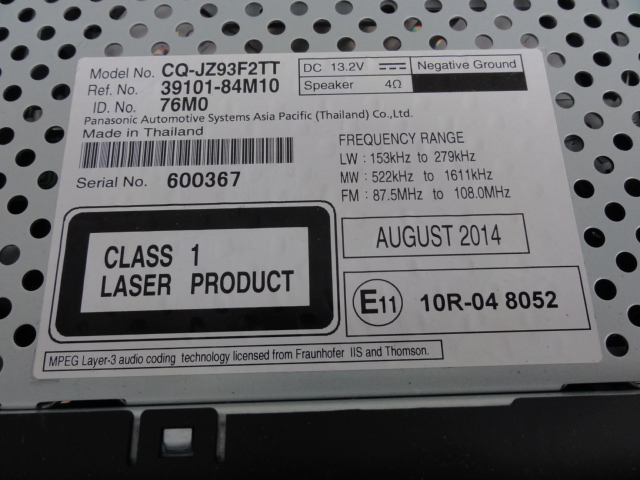 Model No. CQ-JZ93F2TT
Ref. No. 39101-84M10
ID. No. 76M0
DC 13.2V Negative Ground
Speaker 4Ω
Panasonic Automotive Systems Asia Pacific (Thailand) Co.,Ltd.
Made in Thailand
Serial No. 600367
FREQUENCY RANGE
LW : 153kHz to 279kHz
MW : 522kHz to 1611kHz
FM : 87.5MHz to 108.0MHz
CLASS 1
LASER PRODUCT
AUGUST 2014
E11 10R-04 8052
MPEG Layer-3 audio coding technology licensed from Fraunhofer IIS and Thomson.